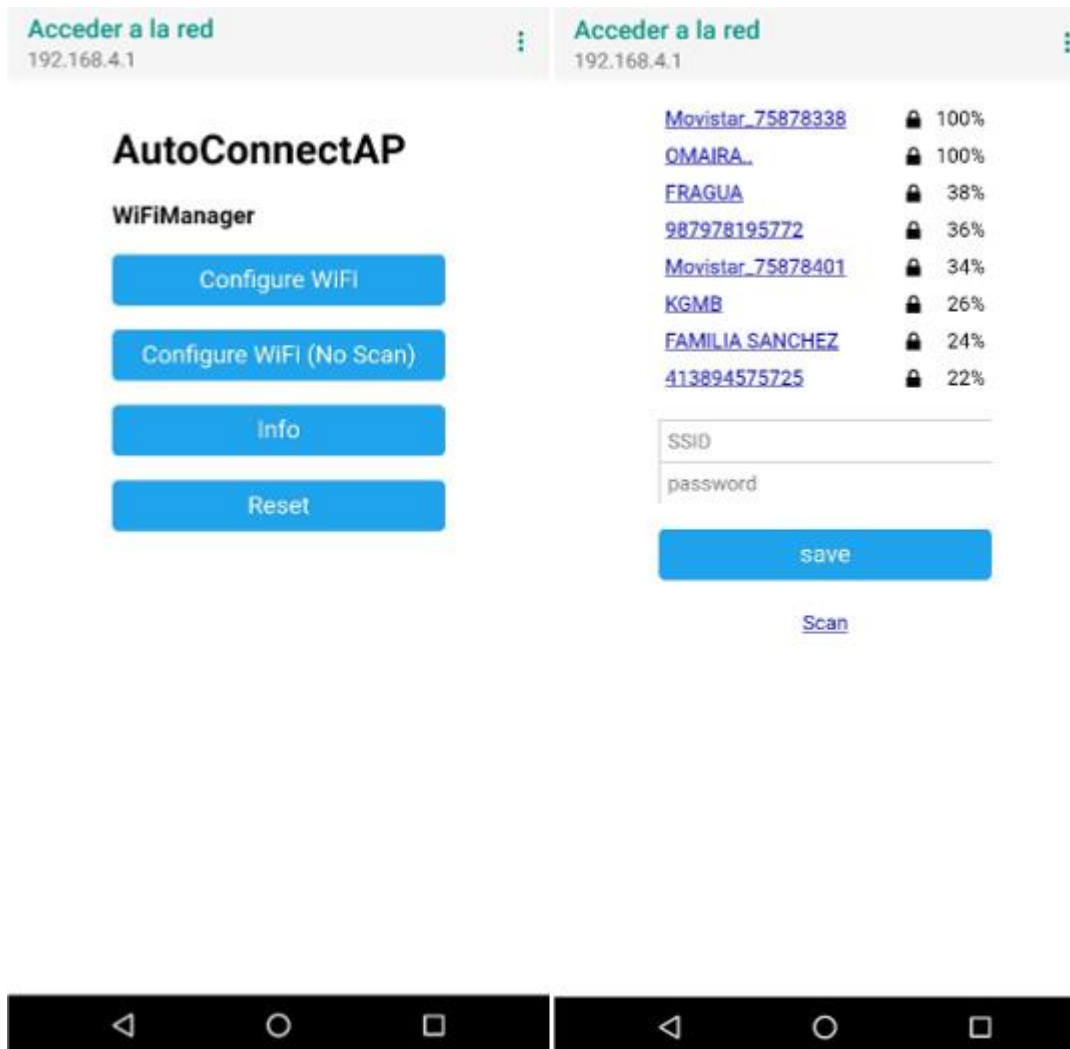 Acceder a la red
192.168.4.1
AutoConnectAP
WiFiManager
Configure WiFi
Configure WiFi (No Scan)
Info
Reset
Acceder a la red
192.168.4.1
Movistar_75878338 100%
OMAIRA.. 100%
FRAGUA 38%
987978195772 36%
Movistar_75878401 34%
KGMB 26%
FAMILIA SANCHEZ 24%
413894575725 22%
SSID
password
save
Scan